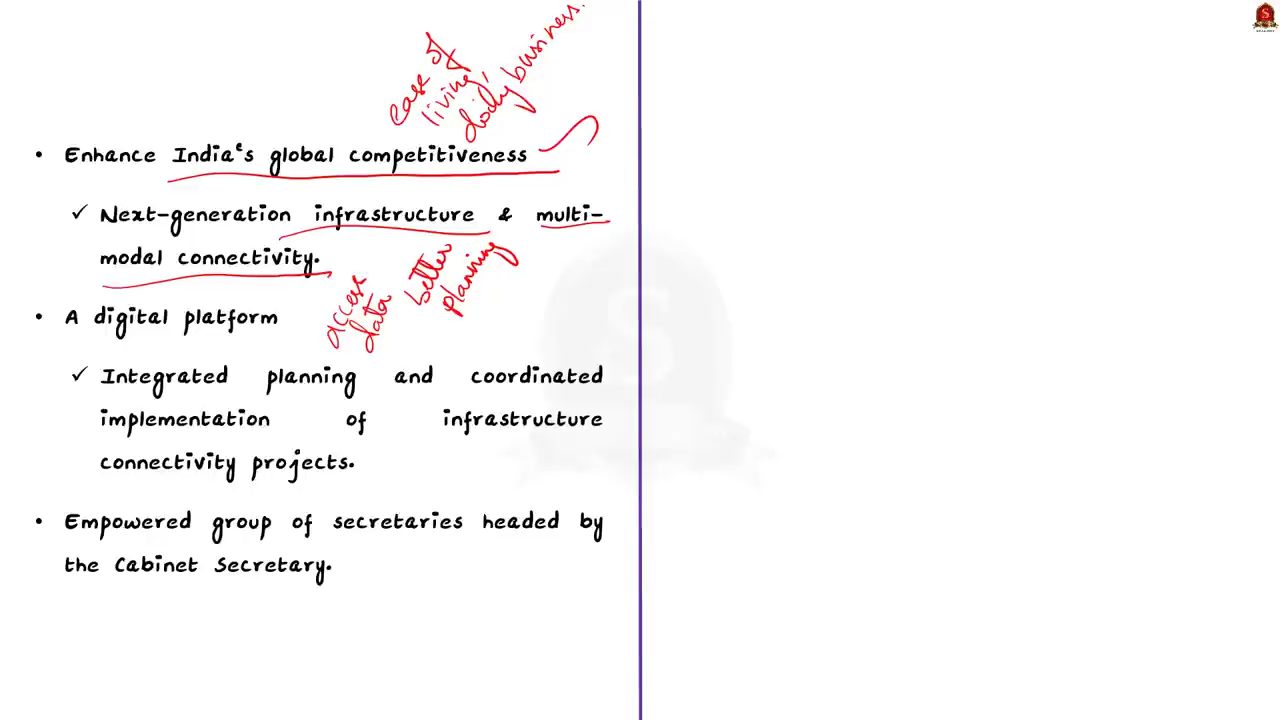 ease of
living,
doing business.
• Enhance India's global competitiveness
✓ Next-generation infrastructure & multi-
modal connectivity.
access
data
better
planning
• A digital platform
✓ Integrated planning and coordinated
implementation of infrastructure
connectivity projects.
• Empowered group of secretaries headed by
the Cabinet Secretary.
S